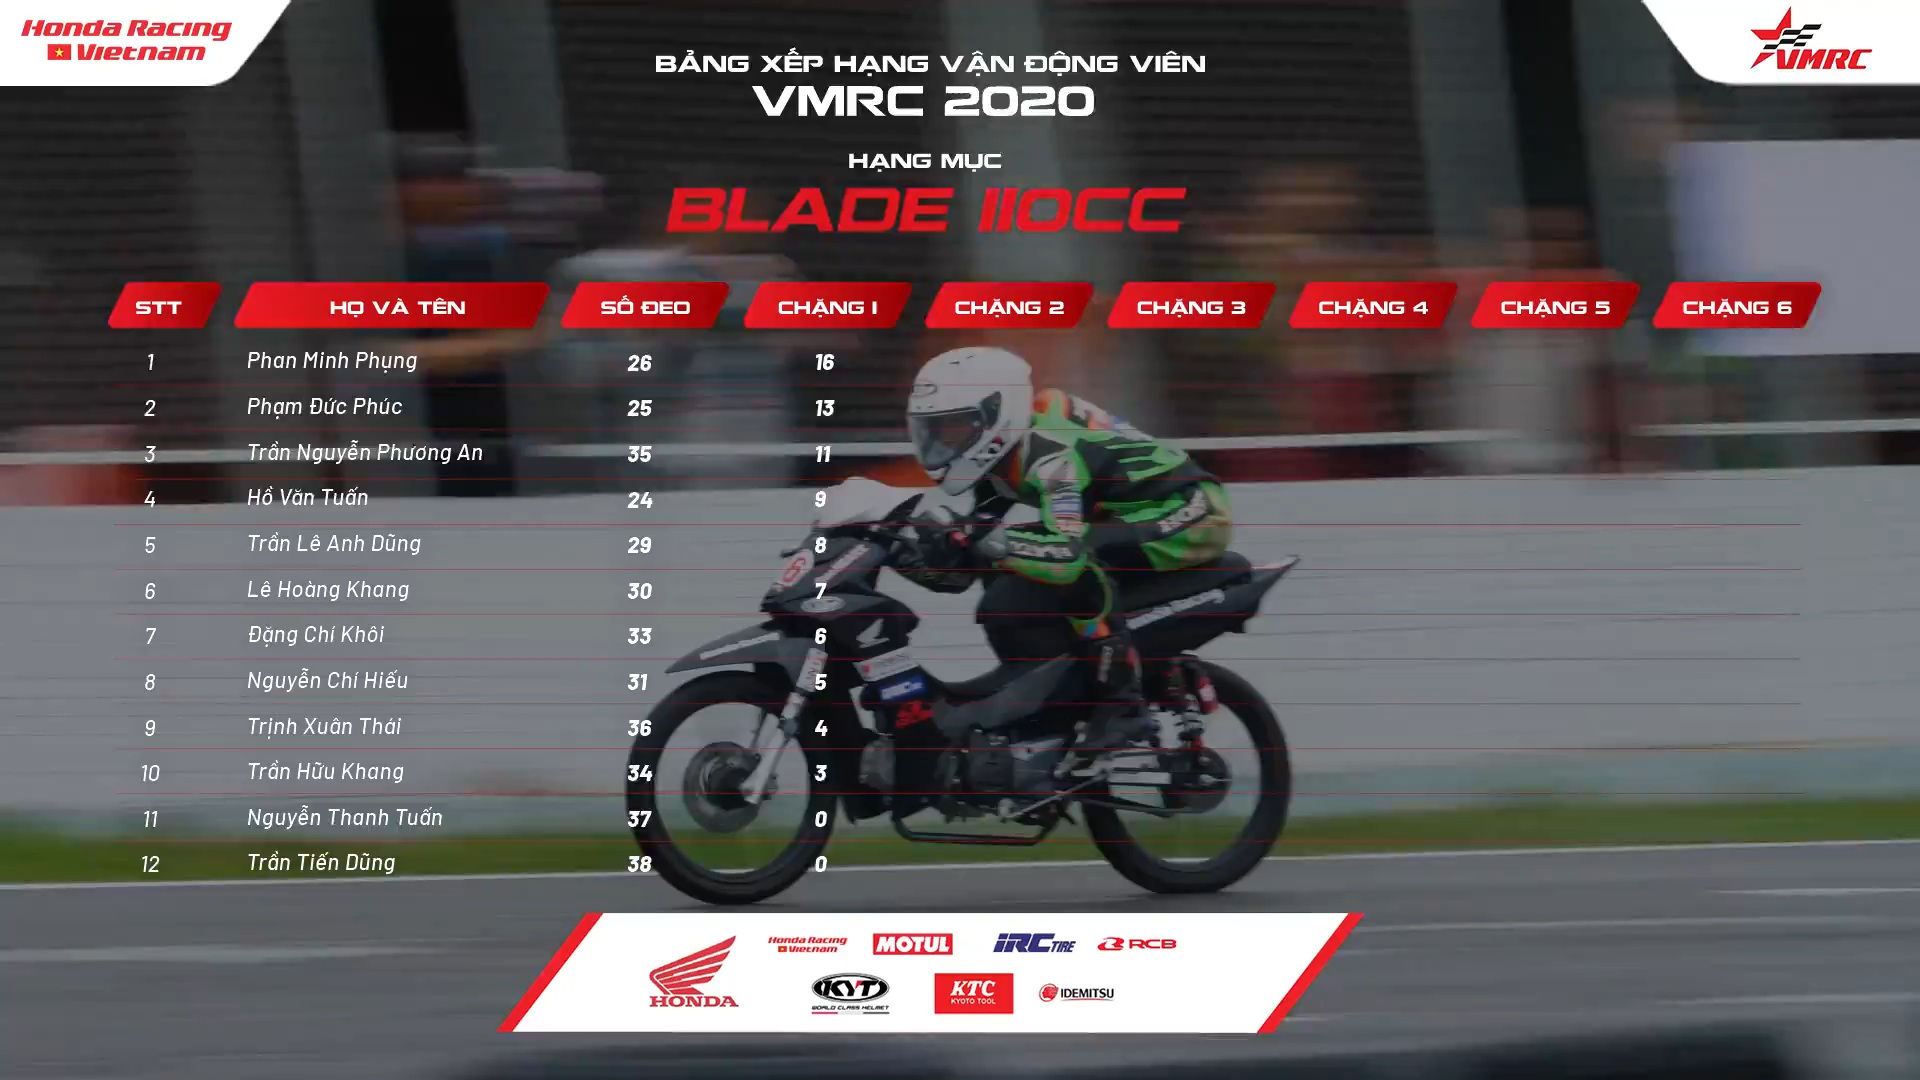 Honda Racing
Vietnam
VMRC
BẢNG XẾP HẠNG VẬN ĐỘNG VIÊN
VMRC 2020
HẠNG MỤC
BLADE 110CC
STT HỌ VÀ TÊN SỐ ĐEO CHẶNG 1 CHẶNG 2 CHẶNG 3 CHẶNG 4 CHẶNG 5 CHẶNG 6
1 Phan Minh Phụng 26 16
2 Phạm Đức Phúc 25 13
3 Trần Nguyễn Phương An 35 11
4 Hồ Văn Tuấn 24 9
5 Trần Lê Anh Dũng 29 8
6 Lê Hoàng Khang 30 7
7 Đặng Chí Khôi 33 6
8 Nguyễn Chí Hiếu 31 5
9 Trịnh Xuân Thái 36 4
10 Trần Hữu Khang 34 3
11 Nguyễn Thanh Tuấn 37 0
12 Trần Tiến Dũng 38 0
HONDA
Honda Racing
Vietnam
MOTUL
IRC TIRE
RCB
KYT
WORLD CLASS HELMET
KTC
KYOTO TOOL
IDEMITSU